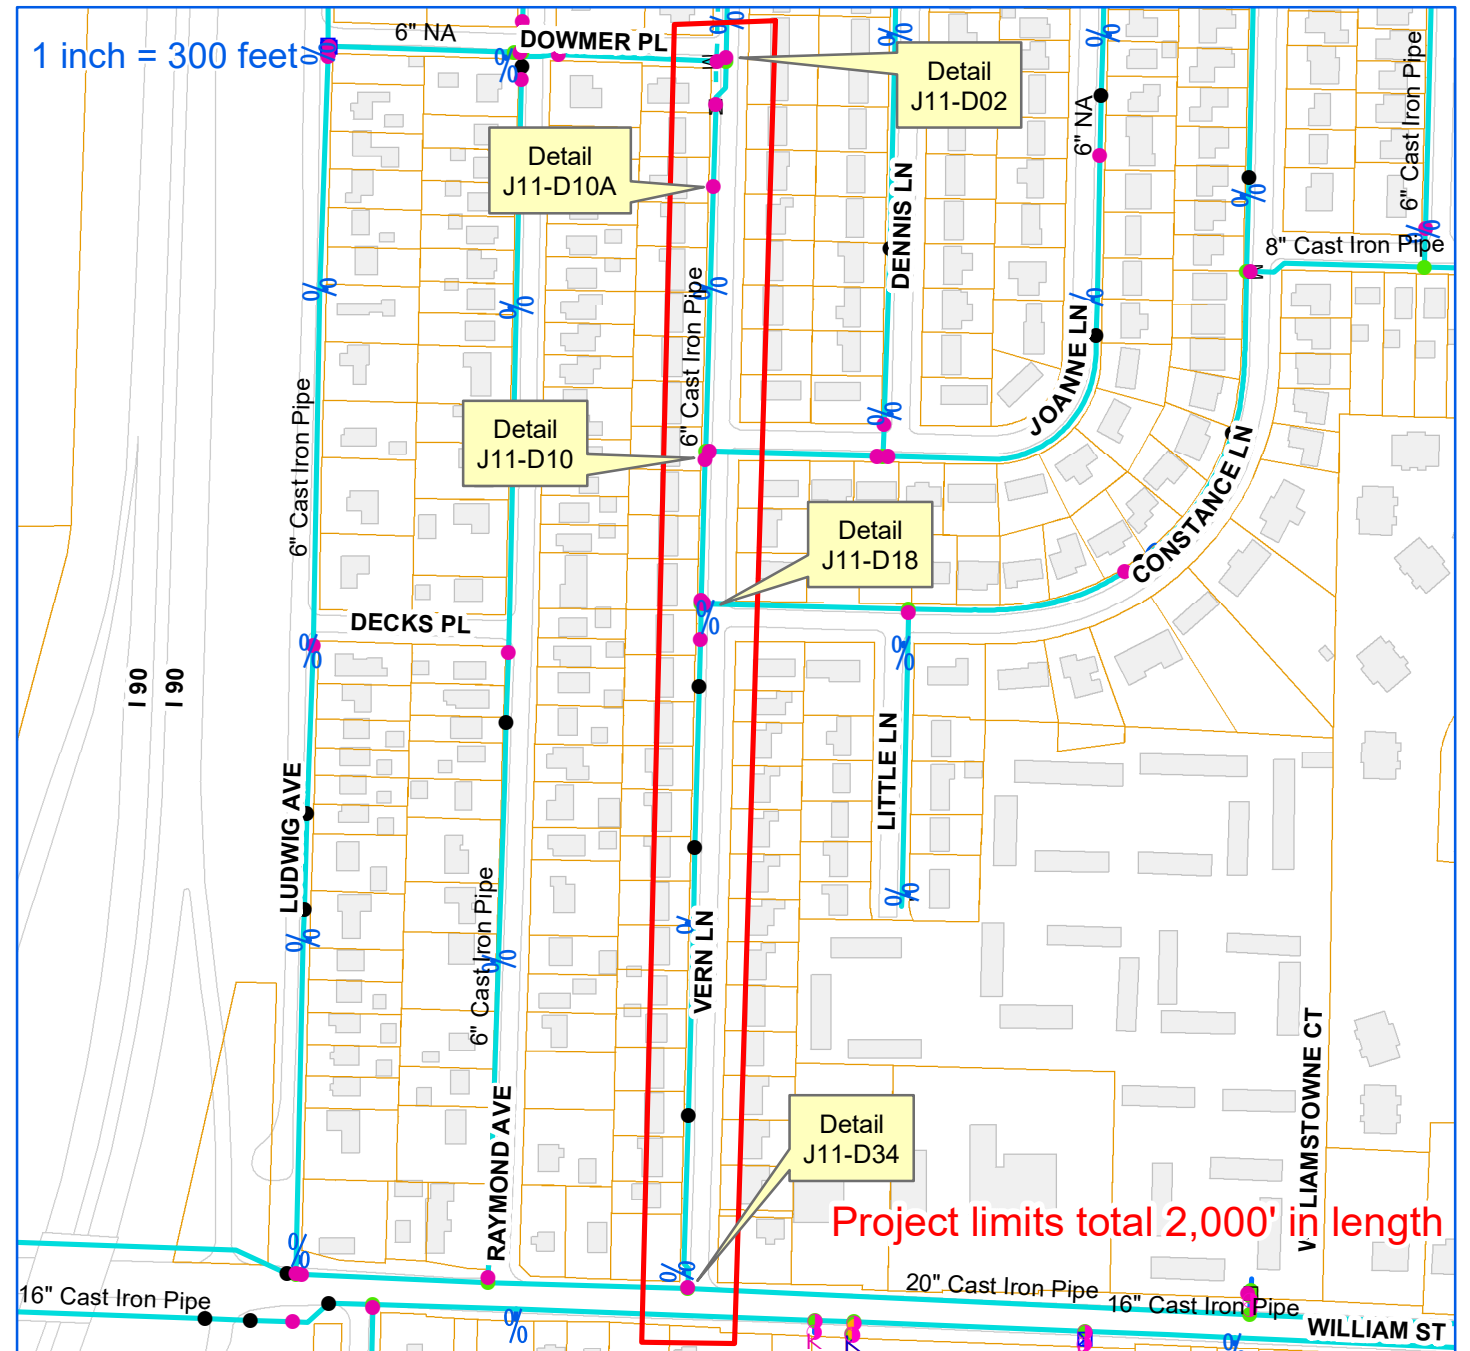 1 inch = 300 feet
6" NA
DOWMER PL
Detail
J11-D02
Detail
J11-D10A
6" NA
6" Cast Iron Pipe
8" Cast Iron Pipe
DENNIS LN
6" Cast Iron Pipe
JOANNE LN
6" Cast Iron Pipe
Detail
J11-D10
CONSTANCE LN
Detail
J11-D18
DECKS PL
I 90
I 90
LITTLE LN
LUDWIG AVE
6" Cast Iron Pipe
VERN LN
RAYMOND AVE
Detail
J11-D34
Project limits total 2,000' in length
LIAMSTOWNE CT
16" Cast Iron Pipe
20" Cast Iron Pipe
16" Cast Iron Pipe
WILLIAM ST